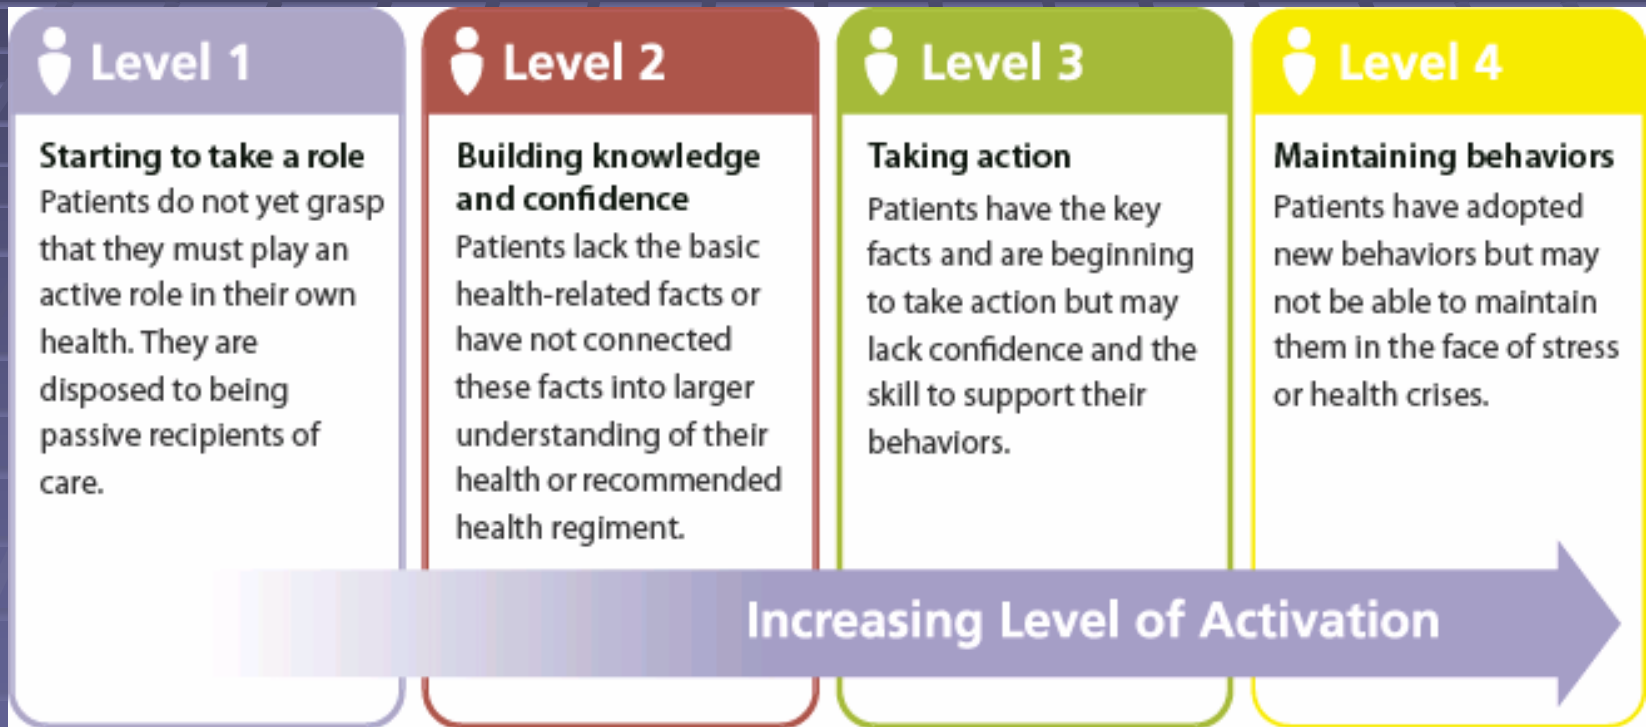 Level 1
Starting to take a role
Patients do not yet grasp
that they must play an
active role in their own
health. They are
disposed to being
passive recipients of
care.
Level 2
Building knowledge
and confidence
Patients lack the basic
health-related facts or
have not connected
these facts into larger
understanding of their
health or recommended
health regiment.
Level 3
Taking action
Patients have the key
facts and are beginning
to take action but may
lack confidence and the
skill to support their
behaviors.
Level 4
Maintaining behaviors
Patients have adopted
new behaviors but may
not be able to maintain
them in the face of stress
or health crises.
Increasing Level of Activation